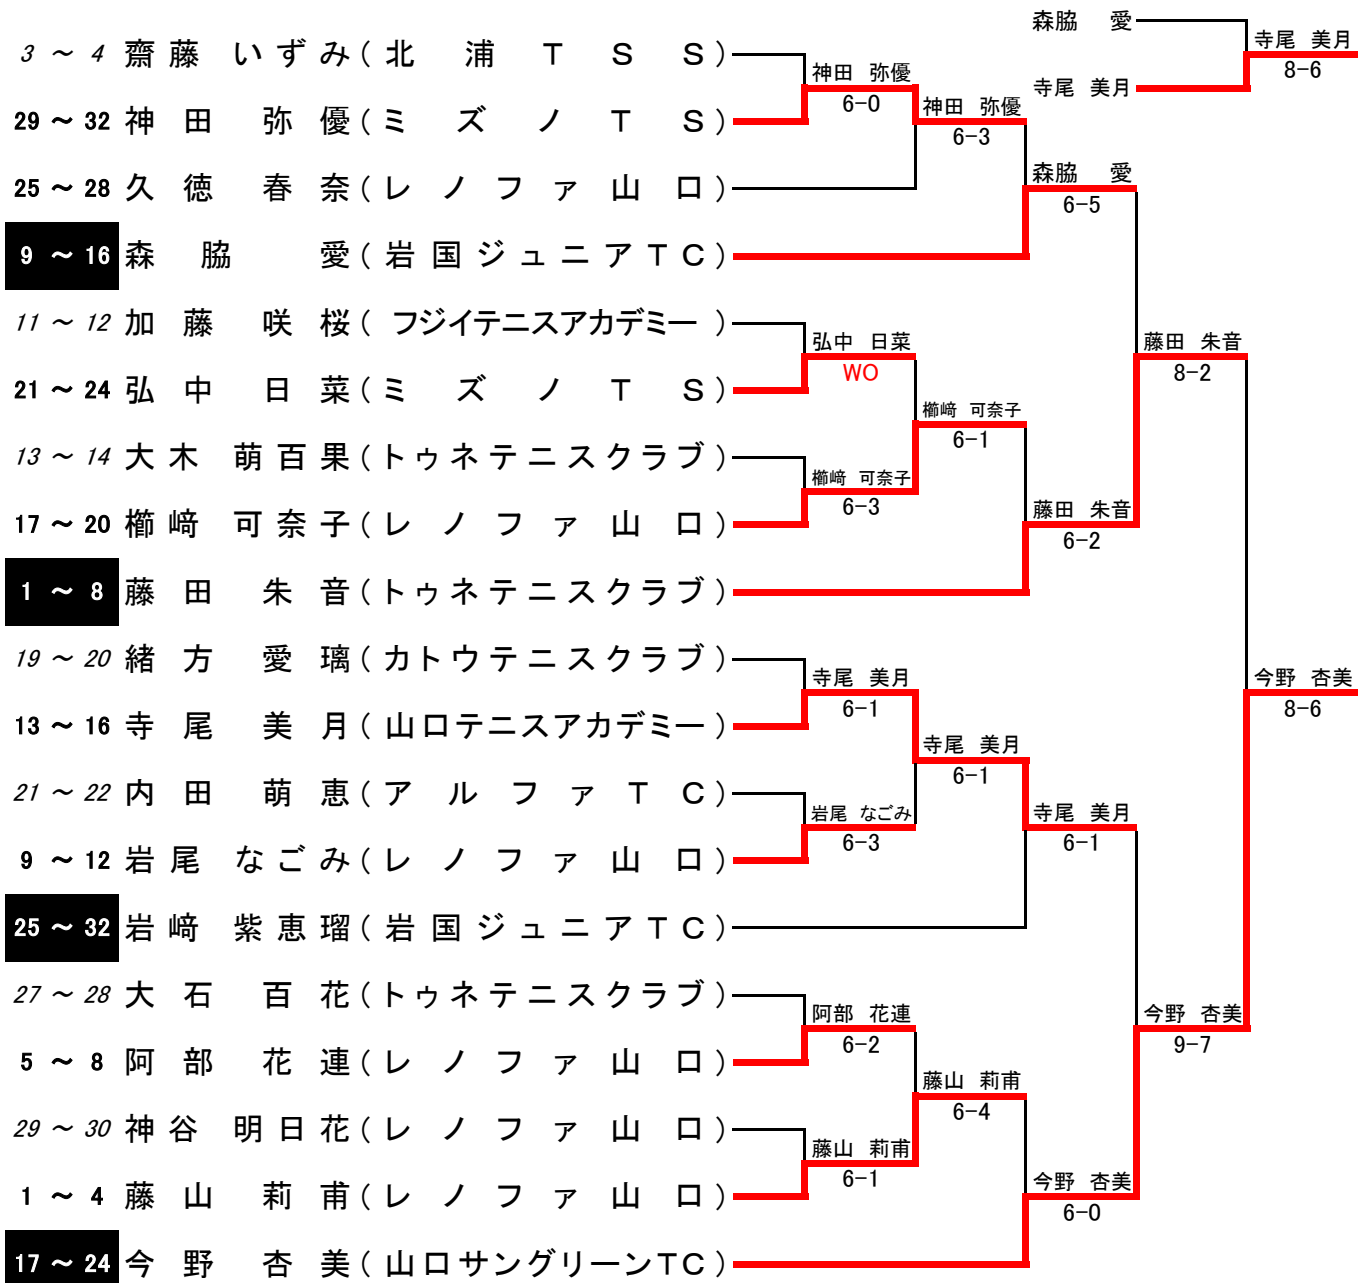 森脇 愛
寺尾 美月
8-6
寺尾 美月
3 ～ 4 齋藤 いずみ(北浦TSS)
神田 弥優
6-0
29 ～ 32 神田 弥優(ミズノTS)
神田 弥優
6-3
25 ～ 28 久徳 春奈(レノファ山口)
森脇 愛
6-5
9 ～ 16 森脇 愛(岩国ジュニアTC)
11 ～ 12 加藤 咲桜(フジイテニスアカデミー)
弘中 日菜
WO
藤田 朱音
8-2
21 ～ 24 弘中 日菜(ミズノTS)
櫛﨑 可奈子
6-1
13 ～ 14 大木 萌百果(トゥネテニスクラブ)
櫛﨑 可奈子
6-3
17 ～ 20 櫛﨑 可奈子(レノファ山口)
藤田 朱音
6-2
1 ～ 8 藤田 朱音(トゥネテニスクラブ)
19 ～ 20 緒方 愛璃(カトウテニスクラブ)
寺尾 美月
6-1
今野 杏美
8-6
13 ～ 16 寺尾 美月(山口テニスアカデミー)
寺尾 美月
6-1
21 ～ 22 内田 萌恵(アルファTC)
岩尾 なごみ
6-3
寺尾 美月
6-1
9 ～ 12 岩尾 なごみ(レノファ山口)
25 ～ 32 岩﨑 紫恵瑠(岩国ジュニアTC)
27 ～ 28 大石 百花(トゥネテニスクラブ)
阿部 花連
6-2
今野 杏美
9-7
5 ～ 8 阿部 花連(レノファ山口)
藤山 莉甫
6-4
29 ～ 30 神谷 明日花(レノファ山口)
藤山 莉甫
6-1
1 ～ 4 藤山 莉甫(レノファ山口)
今野 杏美
6-0
17 ～ 24 今野 杏美(山口サングリーンTC)